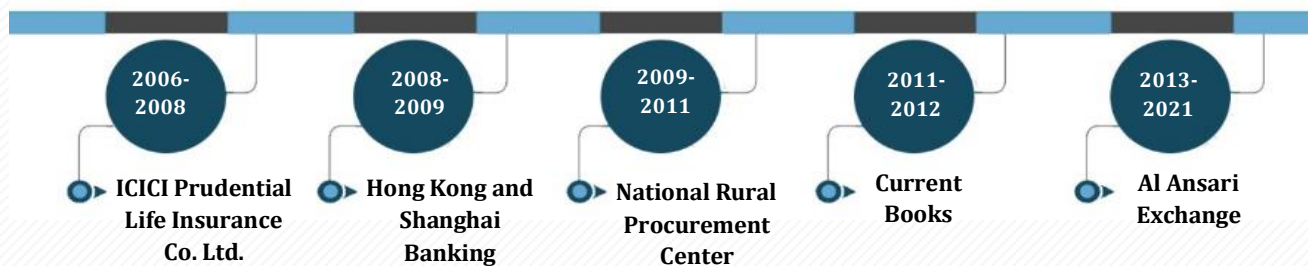 2006-
2008
2008-
2009
2009-
2011
2011-
2012
2013-
2021
ICICI Prudential
Life Insurance
Co. Ltd.
Hong Kong and
Shanghai
Banking
National Rural
Procurement
Center
Current
Books
Al Ansari
Exchange